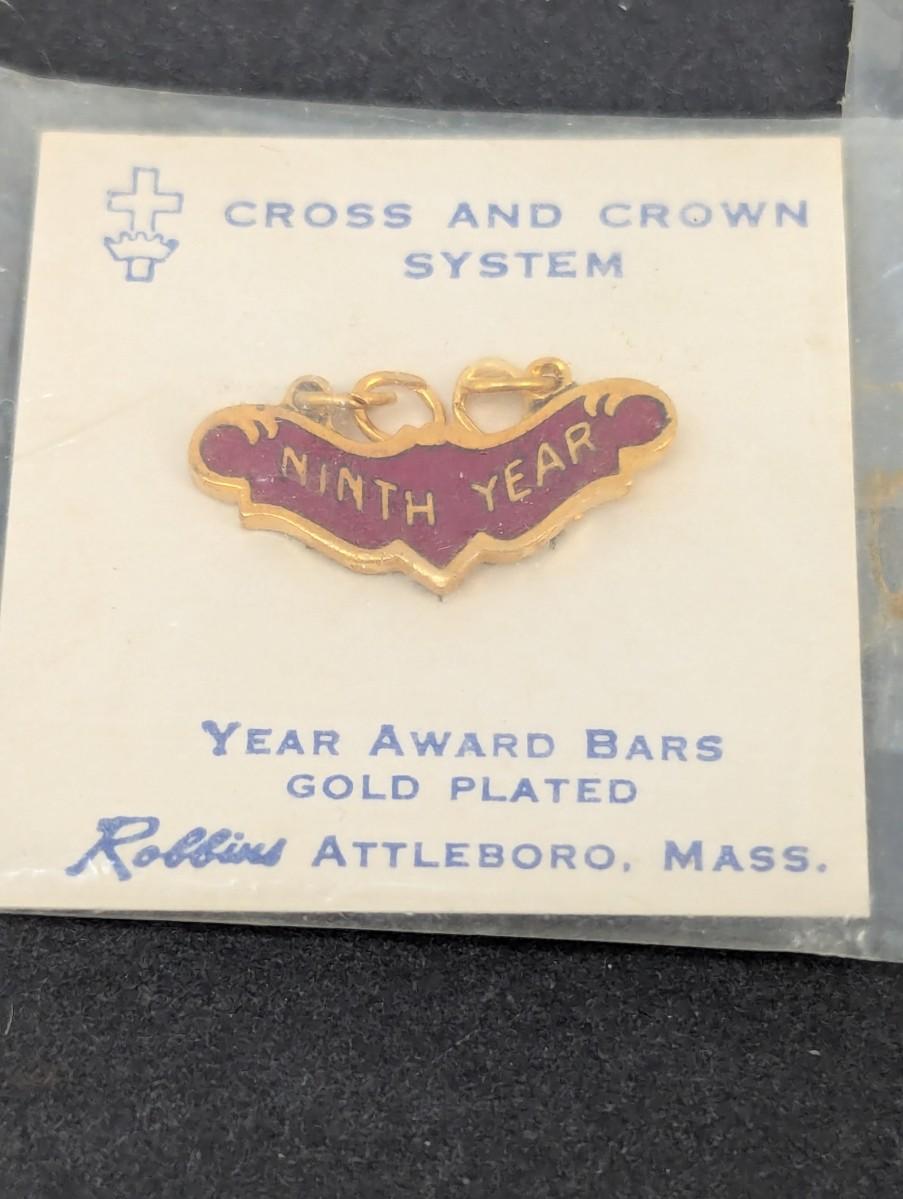 CROSS AND CROWN
SYSTEM
NINTH YEAR
YEAR AWARD BARS
GOLD PLATED
Robbins ATTLEBORO, MASS.